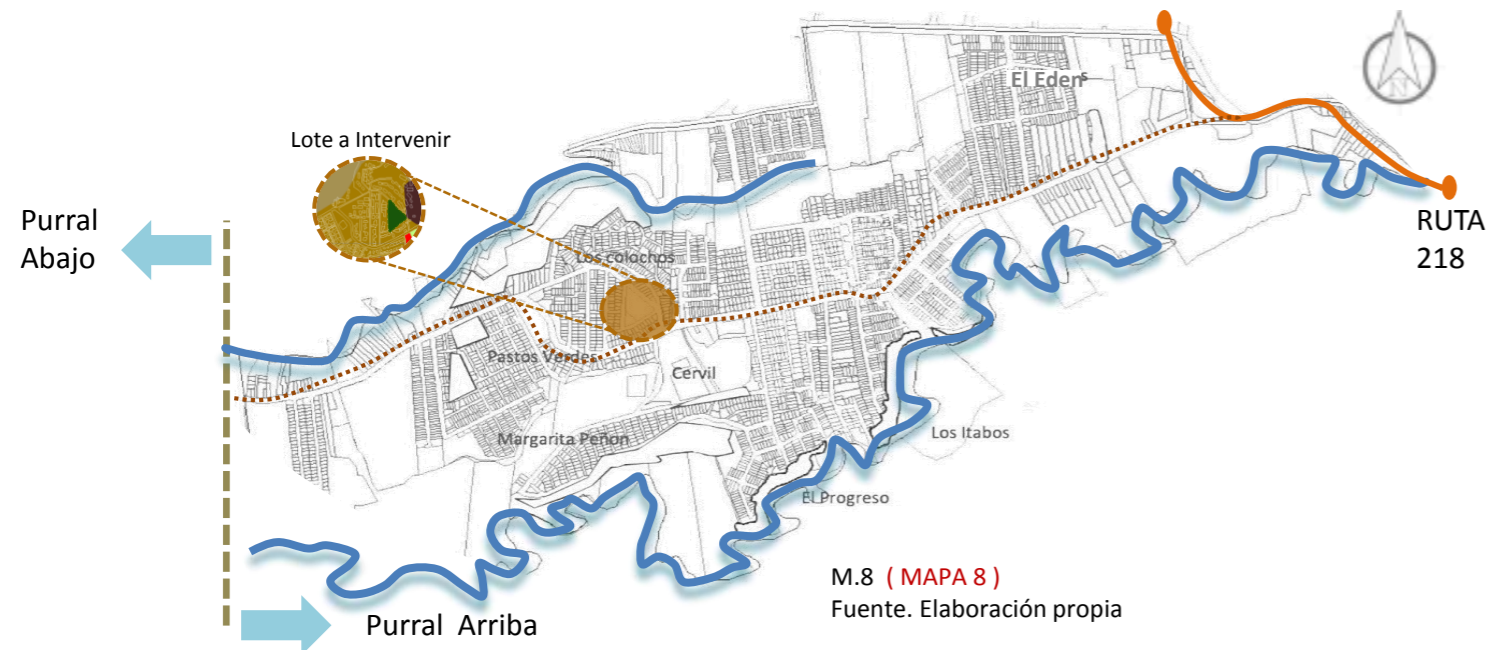 El Edens
N
Lote a Intervenir
Purral
Abajo
RUTA
218
Los colochos
Pastos Verdes
Cervil
Margarita Peñon
Los Itabos
El Progreso
M.8 ( MAPA 8 )
Fuente. Elaboración propia
Purral Arriba